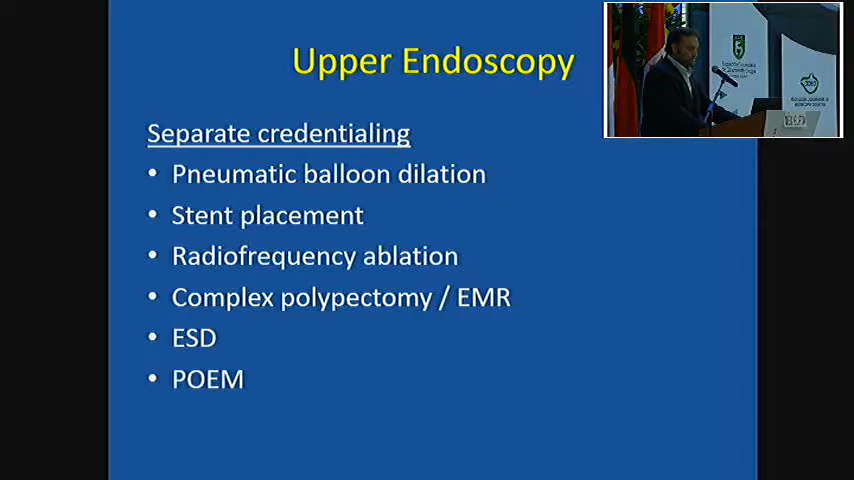 Upper Endoscopy
Separate credentialing
• Pneumatic balloon dilation
• Stent placement
• Radiofrequency ablation
• Complex polypectomy / EMR
• ESD
• POEM